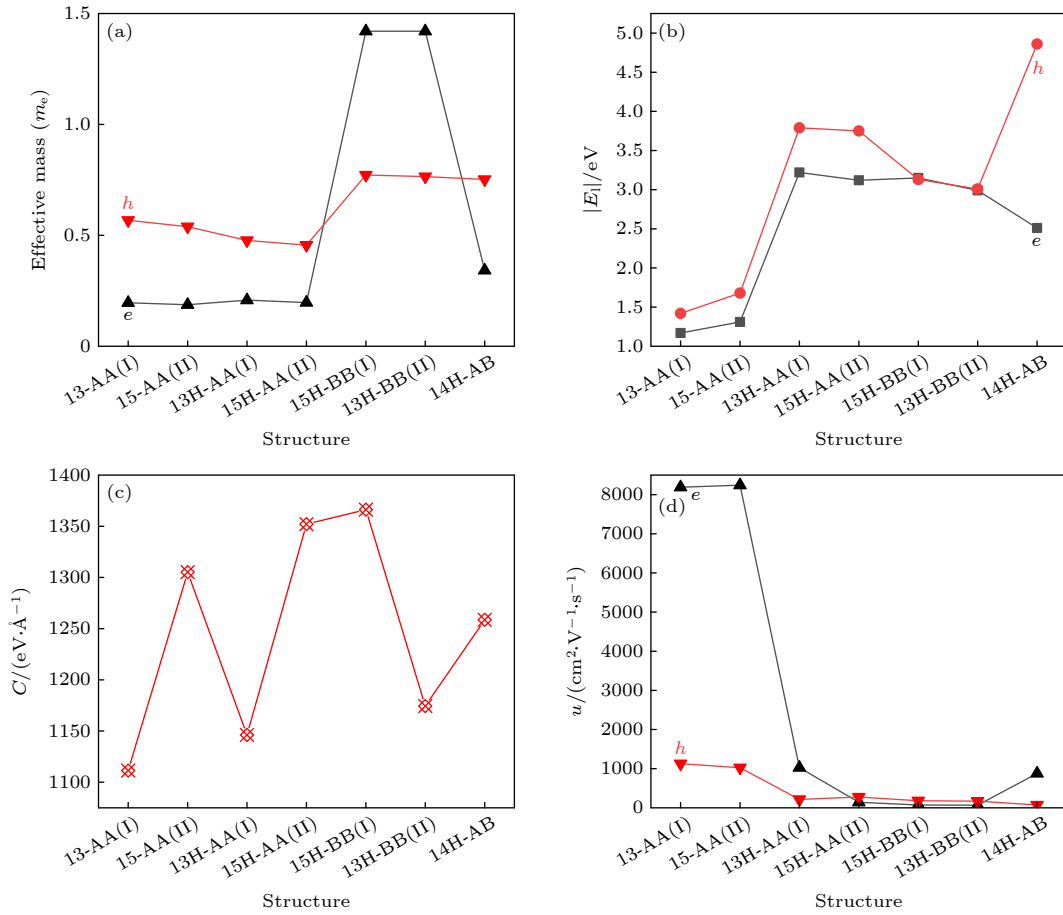 (a)
1.5
1.0
0.5
0
Effective mass (mₑ)
h
e
13-AA(I)
15-AA(II)
13H-AA(I)
15H-AA(II)
15H-BB(I)
13H-BB(II)
14H-AB
Structure
(b)
5.0
4.5
4.0
3.5
3.0
2.5
2.0
1.5
1.0
|E₁|/eV
h
e
13-AA(I)
15-AA(II)
13H-AA(I)
15H-AA(II)
15H-BB(I)
13H-BB(II)
14H-AB
Structure
(c)
1400
1350
1300
1250
1200
1150
1100
C/(eV·Å⁻¹)
13-AA(I)
15-AA(II)
13H-AA(I)
15H-AA(II)
15H-BB(I)
13H-BB(II)
14H-AB
Structure
(d)
8000
7000
6000
5000
4000
3000
2000
1000
0
u/(cm²·V⁻¹·s⁻¹)
e
h
13-AA(I)
15-AA(II)
13H-AA(I)
15H-AA(II)
15H-BB(I)
13H-BB(II)
14H-AB
Structure